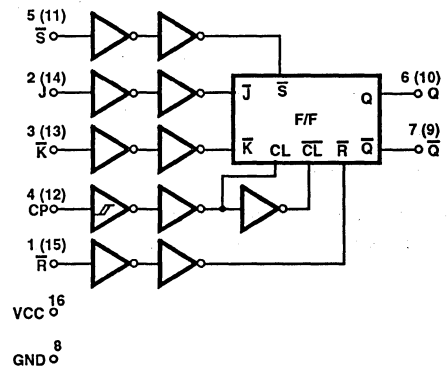 5 (11)
S̅
2 (14)
J
3 (13)
K̅
4 (12)
CP
1 (15)
R̅
J̅ S̅ Q
F/F
K̅ CL C̅L̅ R̅ Q̅
6 (10)
Q
7 (9)
Q̅
VCC 16
GND 8